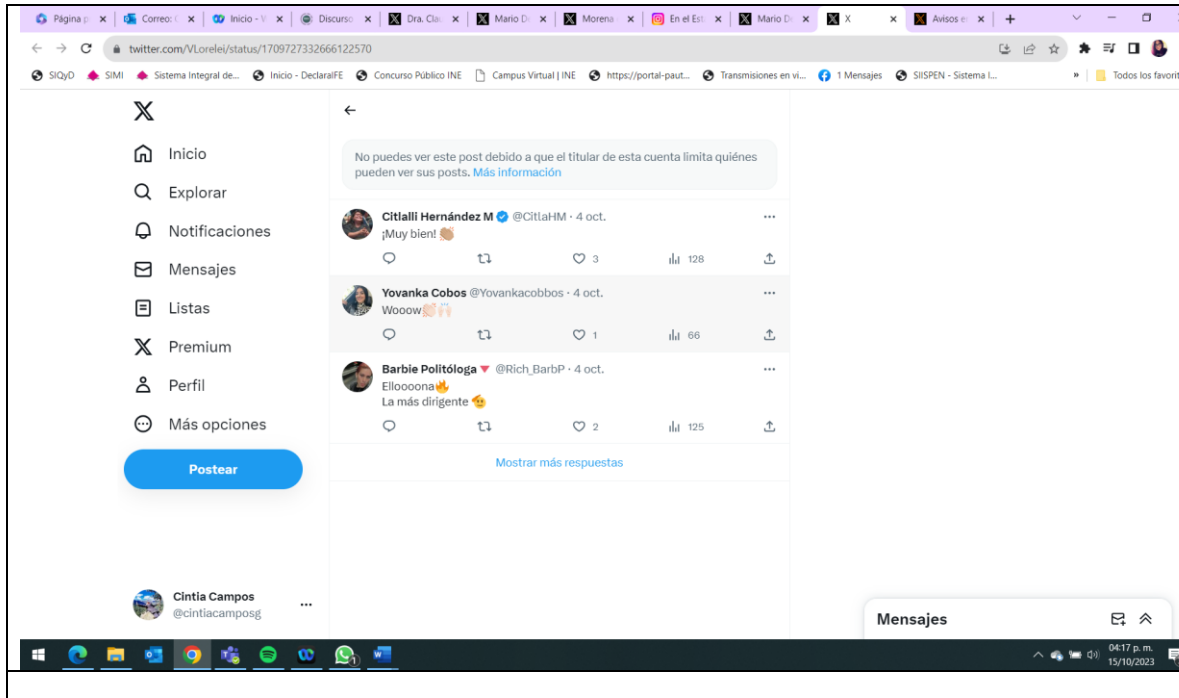 Página p
Correo: (
Inicio - V
Discurso
Dra. Clau
Mario De
Morena
En el Est
Mario De
X
Avisos e
twitter.com/VLorelei/status/1709727332666122570
SIQyD
SIMI
Sistema Integral de...
Inicio - DeclaraIFE
Concurso Público INE
Campus Virtual | INE
https://portal-paut...
Transmisiones en vi...
1 Mensajes
SIISPEN - Sistema I...
»
Todos los favorit
Inicio
Explorar
Notificaciones
Mensajes
Listas
Premium
Perfil
Más opciones
Postear
Cintia Campos
@cintiacamposg
No puedes ver este post debido a que el titular de esta cuenta limita quiénes
pueden ver sus posts. Más información
Citlalli Hernández M @CitlaHM · 4 oct.
¡Muy bien! 👏🏽
3 128
Yovanka Cobos @Yovankacobbos · 4 oct.
Wooow👏🏻🙌🏻
1 66
Barbie Politóloga 🔻 @Rich_BarbP · 4 oct.
Elloooona🔥
La más dirigente 🫡
2 125
Mostrar más respuestas
Mensajes
04:17 p. m.
15/10/2023